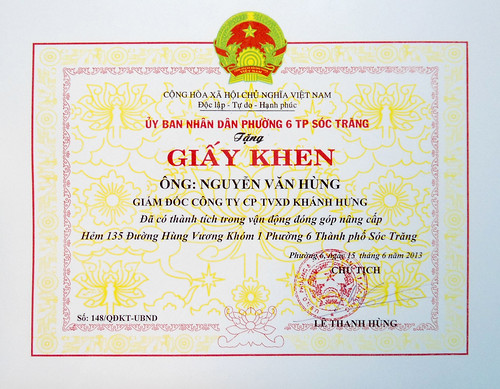 CỘNG HÒA XÃ HỘI CHỦ NGHĨA VIỆT NAM
Độc lập - Tự do - Hạnh phúc
ỦY BAN NHÂN DÂN PHƯỜNG 6 TP SÓC TRĂNG
Tặng
GIẤY KHEN
ÔNG: NGUYỄN VĂN HÙNG
GIÁM ĐỐC CÔNG TY CP TVXD KHÁNH HƯNG
Đã có thành tích trong vận động đóng góp nâng cấp
Hẻm 135 Đường Hùng Vương Khóm 1 Phường 6 Thành phố Sóc Trăng
Phường 6, ngày 15 tháng 6 năm 2013
CHỦ TỊCH
Số: 148/QĐKT-UBND
LÊ THANH HÙNG